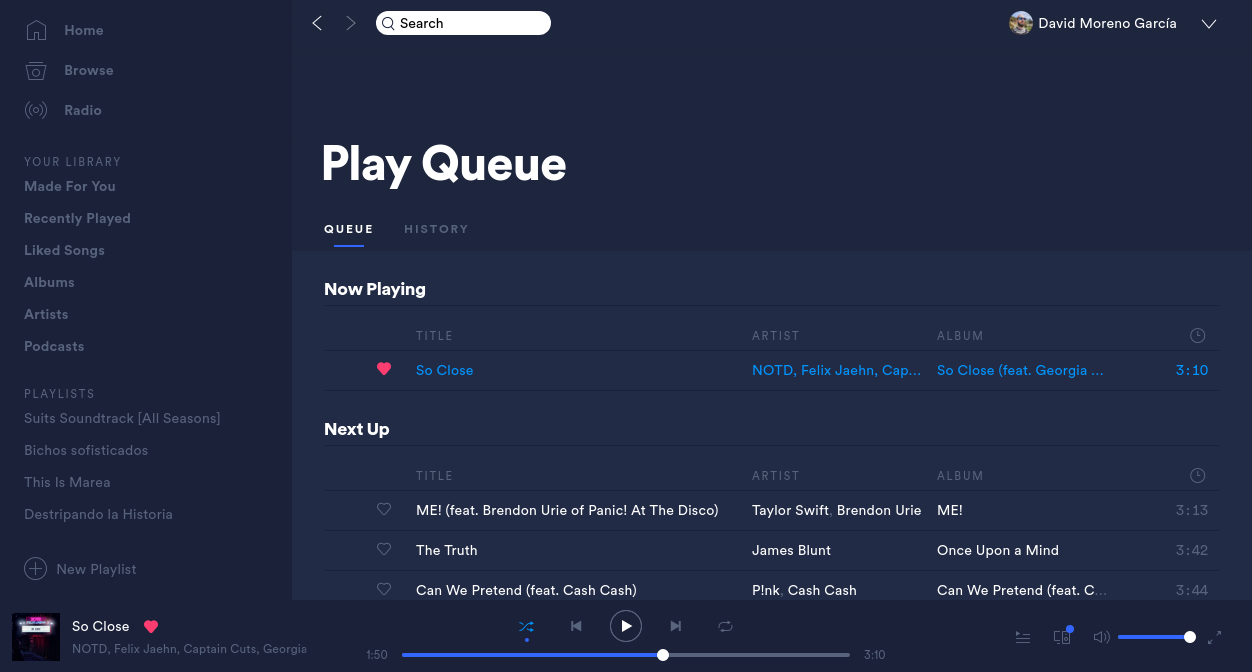 Home
Browse
Radio
YOUR LIBRARY
Made For You
Recently Played
Liked Songs
Albums
Artists
Podcasts
PLAYLISTS
Suits Soundtrack [All Seasons]
Bichos sofisticados
This Is Marea
Destripando la Historia
New Playlist
Search
David Moreno García
Play Queue
QUEUE HISTORY
Now Playing
TITLE ARTIST ALBUM
So Close NOTD, Felix Jaehn, Cap... So Close (feat. Georgia ... 3:10
Next Up
TITLE ARTIST ALBUM
ME! (feat. Brendon Urie of Panic! At The Disco) Taylor Swift, Brendon Urie ME! 3:13
The Truth James Blunt Once Upon a Mind 3:42
Can We Pretend (feat. Cash Cash) P!nk, Cash Cash Can We Pretend (feat. C... 3:44
So Close
NOTD, Felix Jaehn, Captain Cuts, Georgia
1:50 3:10